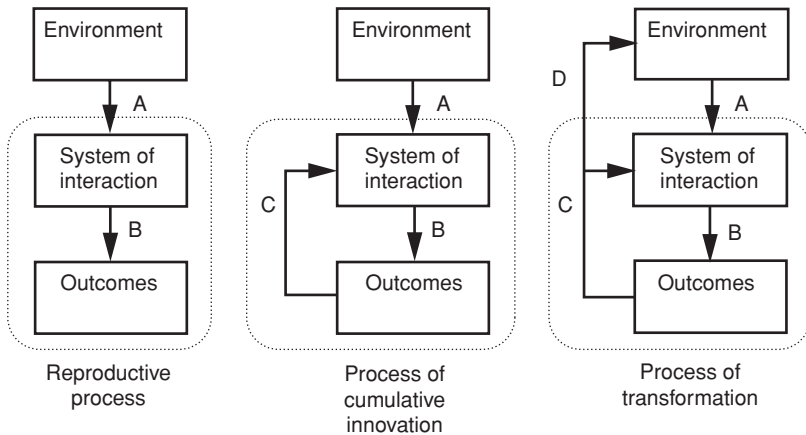 Environment
A
System of
interaction
B
Outcomes
Reproductive
process
Environment
A
System of
interaction
C
B
Outcomes
Process of
cumulative
innovation
Environment
D
A
System of
interaction
C
B
Outcomes
Process of
transformation